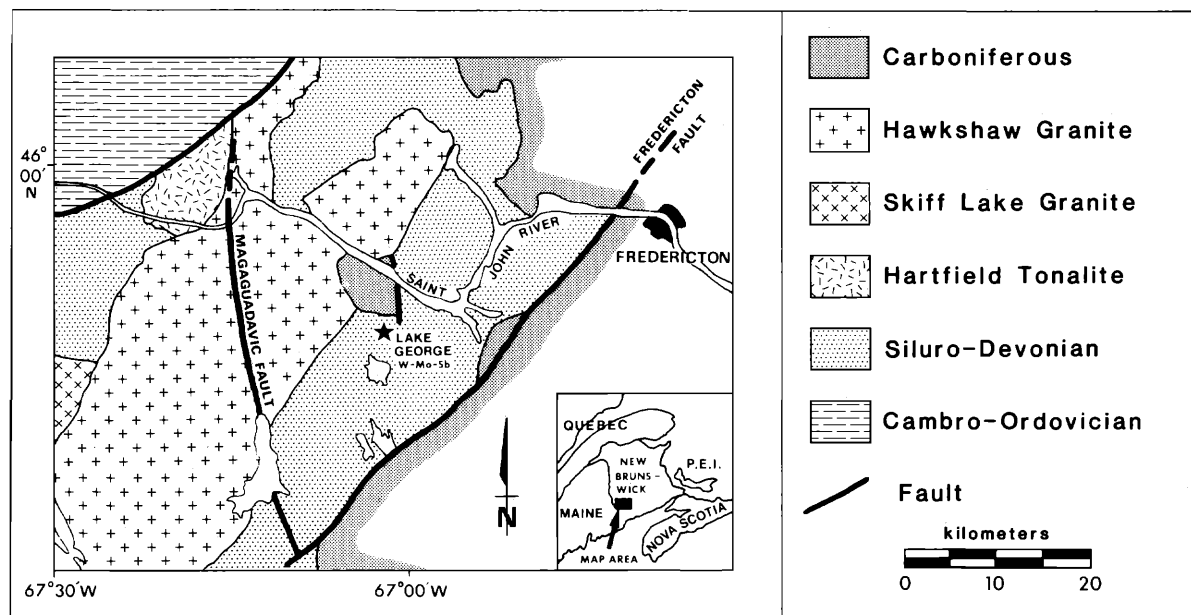 46°
00'
N
FREDERICTON
FAULT
FREDERICTON
SAINT
JOHN RIVER
MAGAGUADAVIC FAULT
LAKE
GEORGE
W-Mo-Sb
N
QUEBEC
NEW
BRUNS-
WICK
P.E.I.
MAINE
NOVA SCOTIA
MAP AREA
67°30'W
67°00'W
Carboniferous
Hawkshaw Granite
Skiff Lake Granite
Hartfield Tonalite
Siluro-Devonian
Cambro-Ordovician
Fault
kilometers
0 10 20